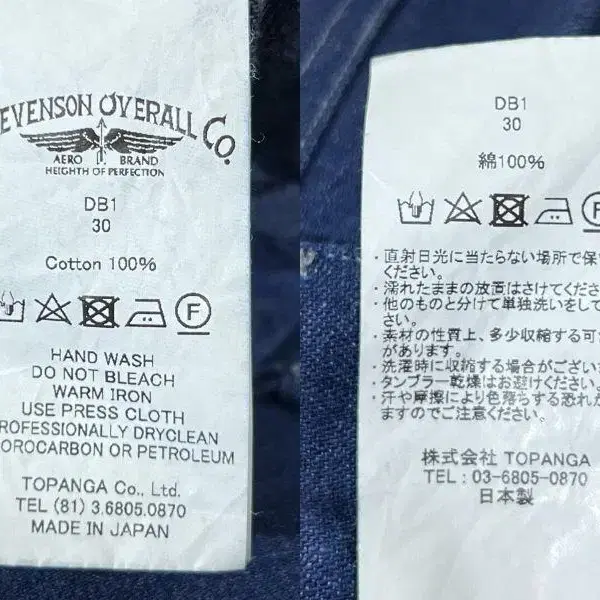 EVENSON OVERALL CO.
AERO BRAND
HEIGHTH OF PERFECTION
DB1
30
Cotton 100%
F
HAND WASH
DO NOT BLEACH
WARM IRON
USE PRESS CLOTH
ROFESSIONALLY DRYCLEAN
OROCARBON OR PETROLEUM
TOPANGA Co., Ltd.
TEL (81) 3.6805.0870
MADE IN JAPAN
DB1
30
綿100%
・直射日光に当たらない場所で保
ください。
・濡れたままの放置はさけてくださ
・他のものと分けて単独洗いをして
さい。
・素材の性質上、多少収縮する可
があります。
・洗濯時に収縮する場合がござい
・タンブラー乾燥はお避けください。
・汗や摩擦により色落ちする恐れが
ますのでご注意ください。
株式会社 TOPANGA
TEL : 03-6805-0870
日本製